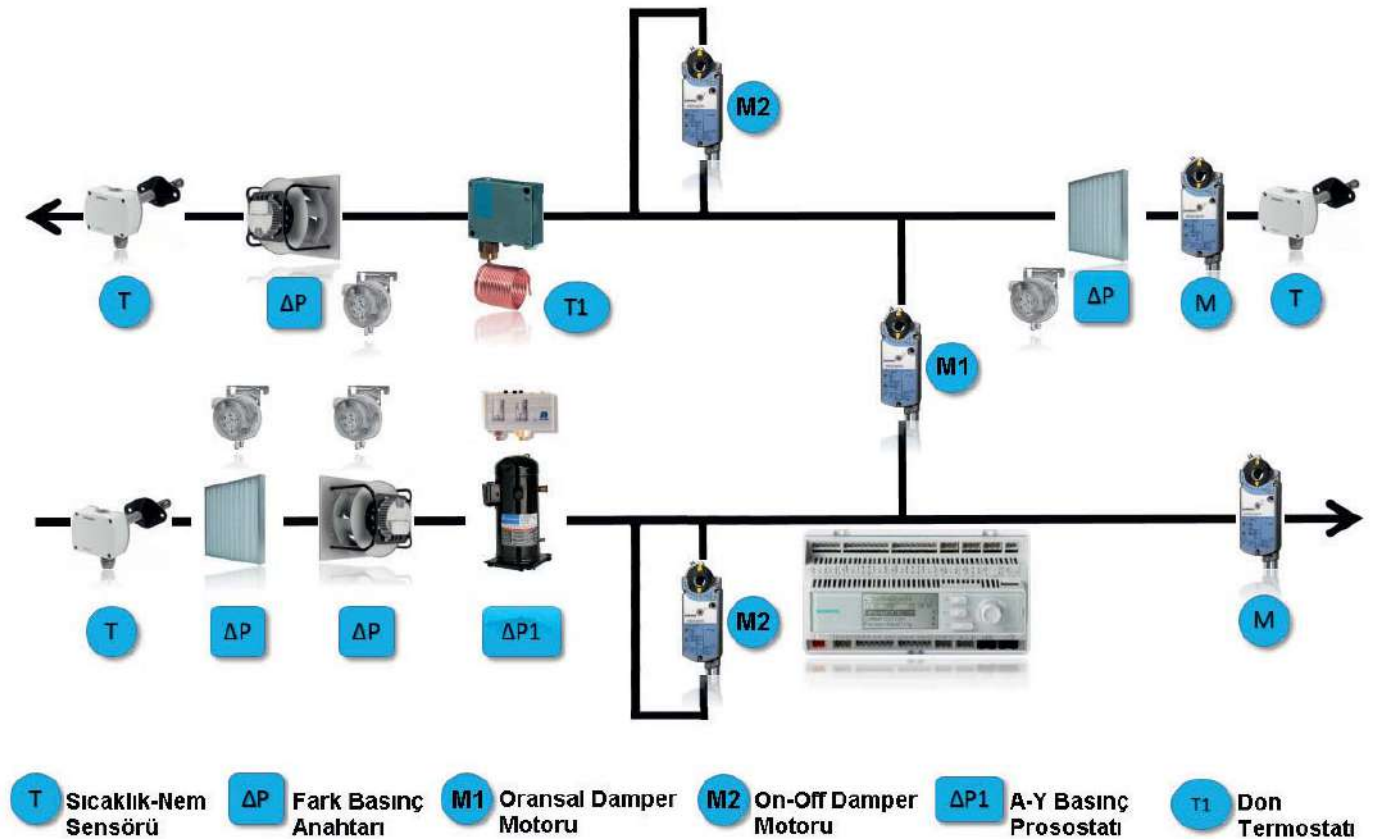 M2
T
ΔP
T1
ΔP
M
T
M1
T
ΔP
ΔP
ΔP1
M2
M
T Sıcaklık-Nem
Sensörü
ΔP Fark Basınç
Anahtarı
M1 Oransal Damper
Motoru
M2 On-Off Damper
Motoru
ΔP1 A-Y Basınç
Prosostatı
T1 Don
Termostatı